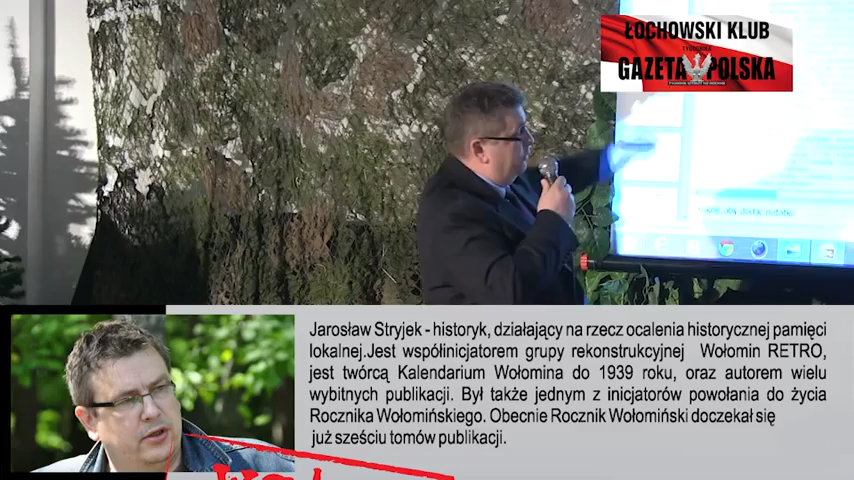 ŁOCHOWSKI KLUB
TYGODNIKA
GAZETA POLSKA
Jarosław Stryjek - historyk, działający na rzecz ocalenia historycznej pamięci
lokalnej.Jest współinicjatorem grupy rekonstrukcyjnej Wołomin RETRO,
jest twórcą Kalendarium Wołomina do 1939 roku, oraz autorem wielu
wybitnych publikacji. Był także jednym z inicjatorów powołania do życia
Rocznika Wołomińskiego. Obecnie Rocznik Wołomiński doczekał się
już sześciu tomów publikacji.